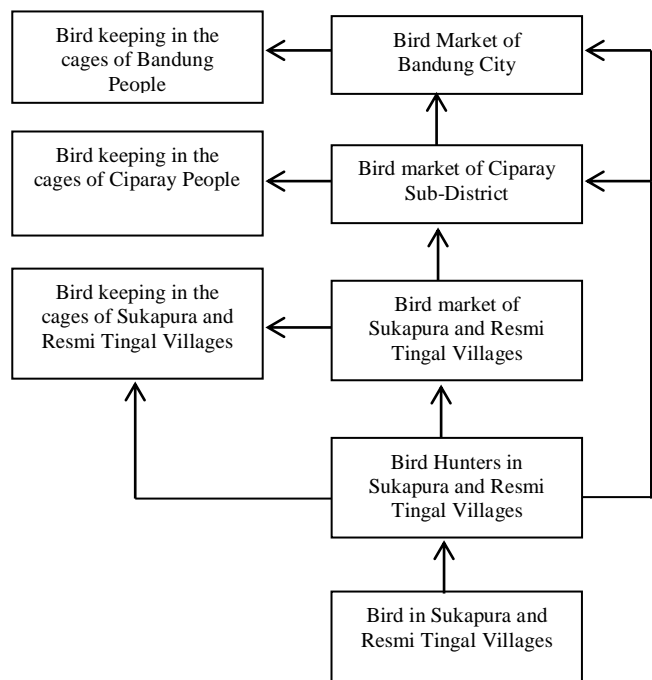 Bird keeping in the
cages of Bandung
People
Bird Market of
Bandung City
Bird keeping in the
cages of Ciparay People
Bird market of Ciparay
Sub-District
Bird keeping in the
cages of Sukapura and
Resmi Tingal Villages
Bird market of
Sukapura and Resmi
Tingal Villages
Bird Hunters in
Sukapura and Resmi
Tingal Villages
Bird in Sukapura and
Resmi Tingal Villages